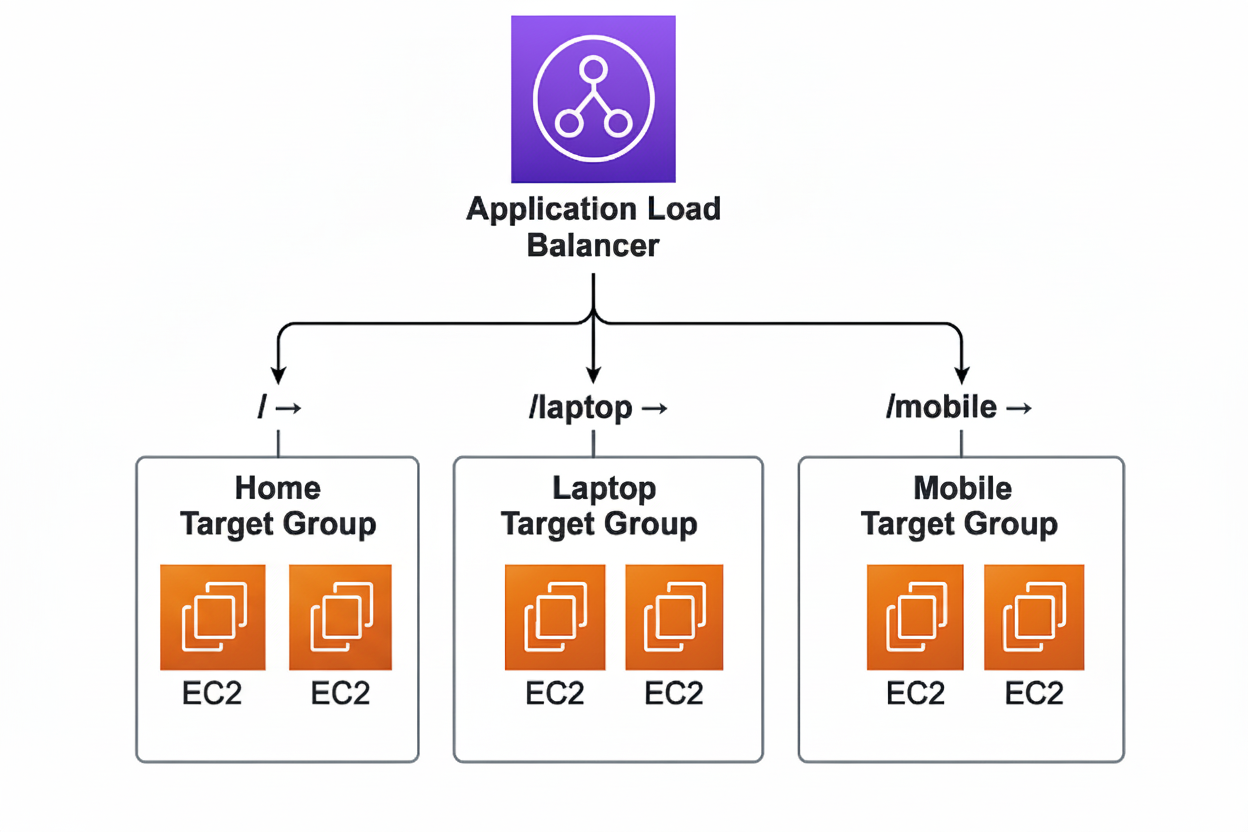 Application Load
Balancer
/ →
/laptop →
/mobile →
Home
Target Group
Laptop
Target Group
Mobile
Target Group
EC2
EC2
EC2
EC2
EC2
EC2